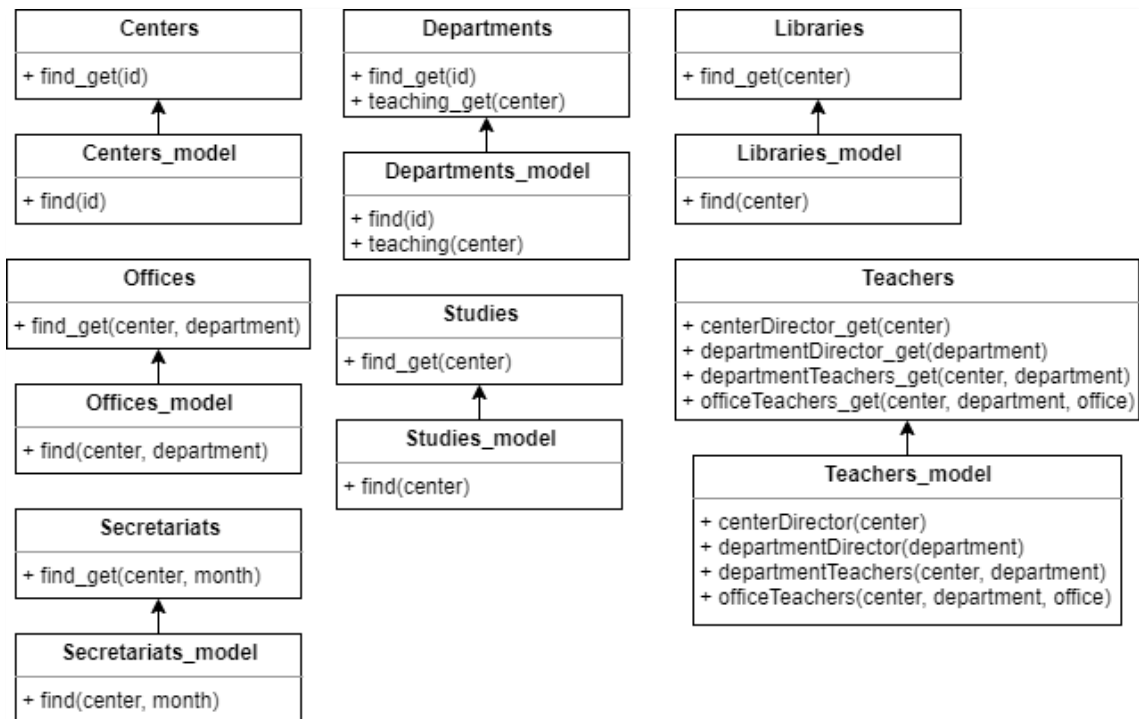 Centers
+ find_get(id)
Centers_model
+ find(id)
Departments
+ find_get(id)
+ teaching_get(center)
Departments_model
+ find(id)
+ teaching(center)
Libraries
+ find_get(center)
Libraries_model
+ find(center)
Offices
+ find_get(center, department)
Offices_model
+ find(center, department)
Studies
+ find_get(center)
Studies_model
+ find(center)
Teachers
+ centerDirector_get(center)
+ departmentDirector_get(department)
+ departmentTeachers_get(center, department)
+ officeTeachers_get(center, department, office)
Teachers_model
+ centerDirector(center)
+ departmentDirector(department)
+ departmentTeachers(center, department)
+ officeTeachers(center, department, office)
Secretariats
+ find_get(center, month)
Secretariats_model
+ find(center, month)